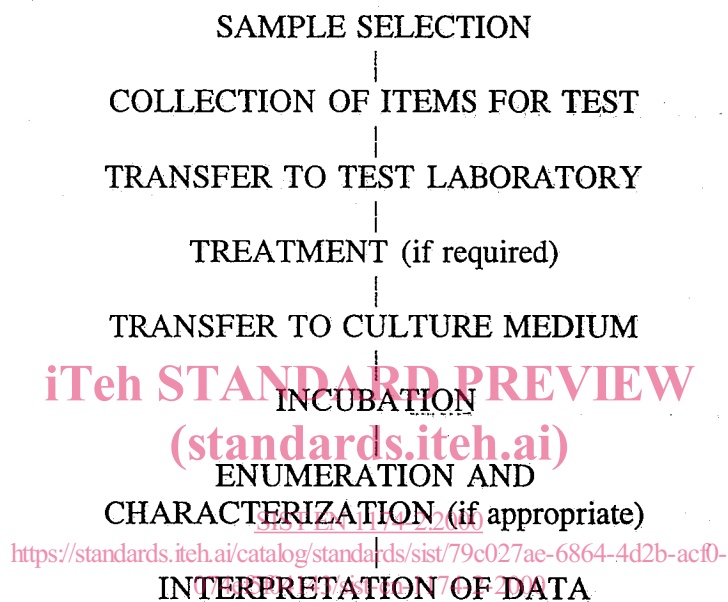 SAMPLE SELECTION
COLLECTION OF ITEMS FOR TEST
TRANSFER TO TEST LABORATORY
TREATMENT (if required)
TRANSFER TO CULTURE MEDIUM
iTeh STANDARD PREVIEW
INCUBATION
(standards.iteh.ai)
ENUMERATION AND
CHARACTERIZATION (if appropriate)
SIST EN 1174-2:2000
https://standards.iteh.ai/catalog/standards/sist/79c027ae-6864-4d2b-acf0-
INTERPRETATION OF DATA